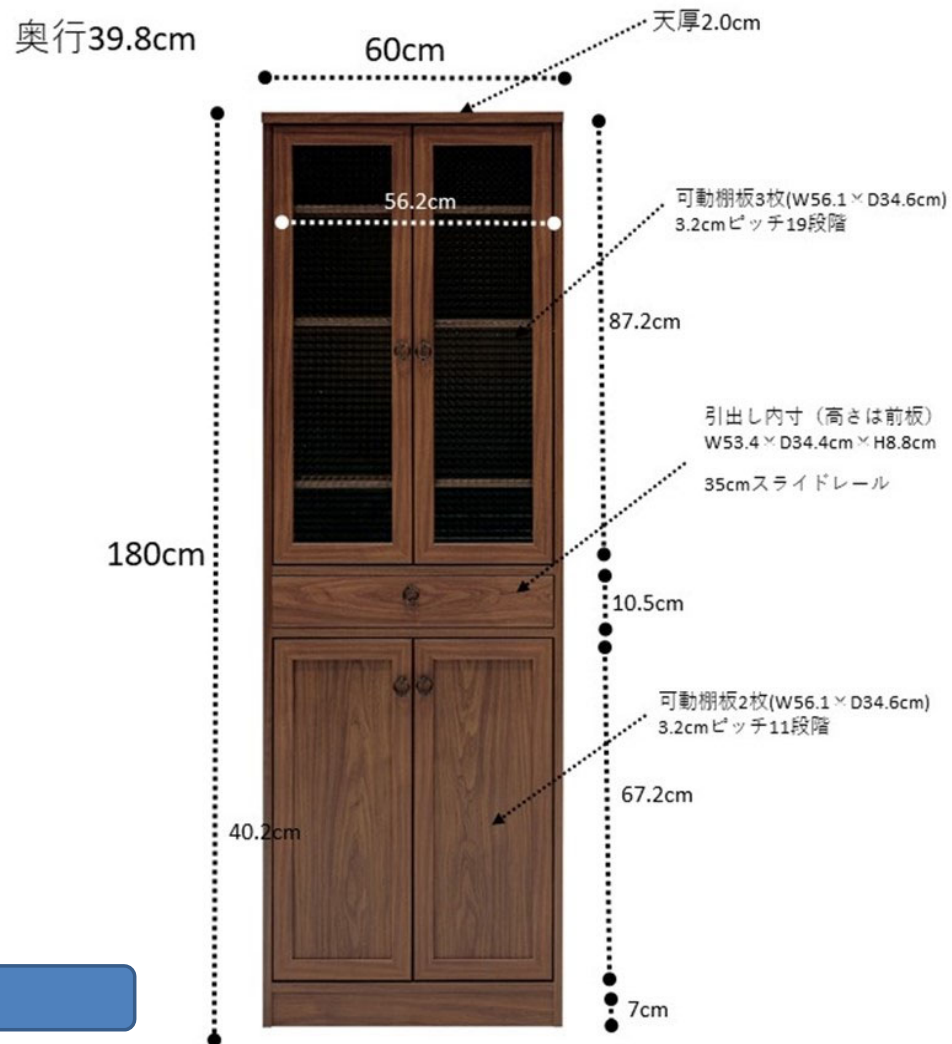 奥行39.8cm
天厚2.0cm
60cm
可動棚板3枚(W56.1×D34.6cm)
3.2cmピッチ19段階
56.2cm
87.2cm
引出し内寸（高さは前板）
W53.4×D34.4cm×H8.8cm
35cmスライドレール
180cm
10.5cm
可動棚板2枚(W56.1×D34.6cm)
3.2cmピッチ11段階
67.2cm
40.2cm
7cm